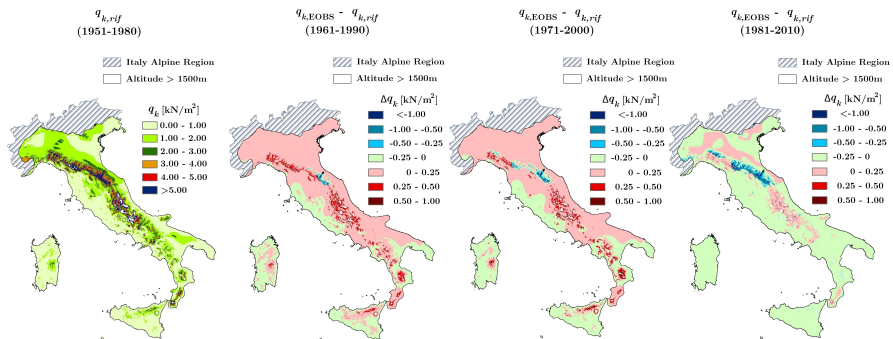 q_{k,rif}
(1951-1980)
Italy Alpine Region
Altitude > 1500m
q_k [kN/m²]
0.00 - 1.00
1.00 - 2.00
2.00 - 3.00
3.00 - 4.00
4.00 - 5.00
>5.00
q_{k,EOBS} - q_{k,rif}
(1961-1990)
Italy Alpine Region
Altitude > 1500m
Δq_k [kN/m²]
<-1.00
-1.00 - -0.50
-0.50 - -0.25
-0.25 - 0
0 - 0.25
0.25 - 0.50
0.50 - 1.00
q_{k,EOBS} - q_{k,rif}
(1971-2000)
Italy Alpine Region
Altitude > 1500m
Δq_k [kN/m²]
<-1.00
-1.00 - -0.50
-0.50 - -0.25
-0.25 - 0
0 - 0.25
0.25 - 0.50
0.50 - 1.00
q_{k,EOBS} - q_{k,rif}
(1981-2010)
Italy Alpine Region
Altitude > 1500m
Δq_k [kN/m²]
<-1.00
-1.00 - -0.50
-0.50 - -0.25
-0.25 - 0
0 - 0.25
0.25 - 0.50
0.50 - 1.00